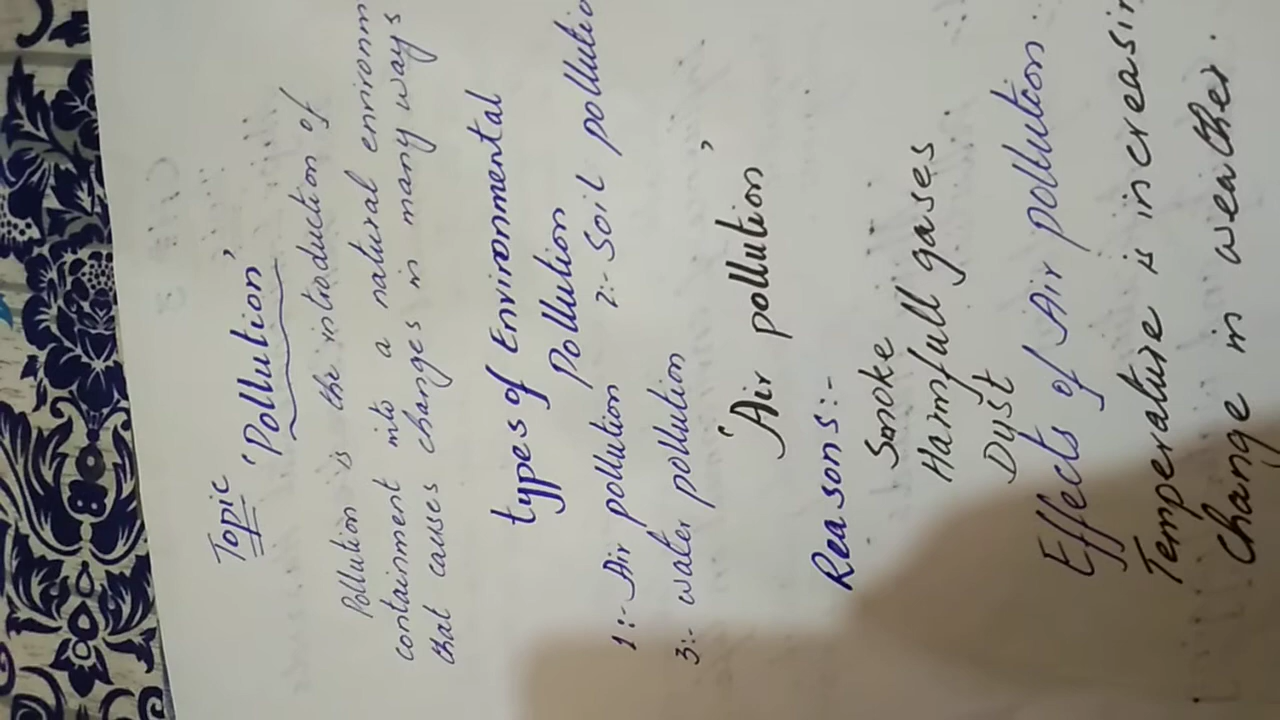 Topic
'Pollution'
Pollution is the introduction of
containment into a natural environm
that causes changes in many ways
types of Environmental
Pollution
1:- Air pollution 2:- Soil pollutio
3:- water pollution
'Air pollution'
Reasons:-
Smoke
Harmfull gases
Dust
Effects of Air pollution
Temperature is increasin
Change in weather.